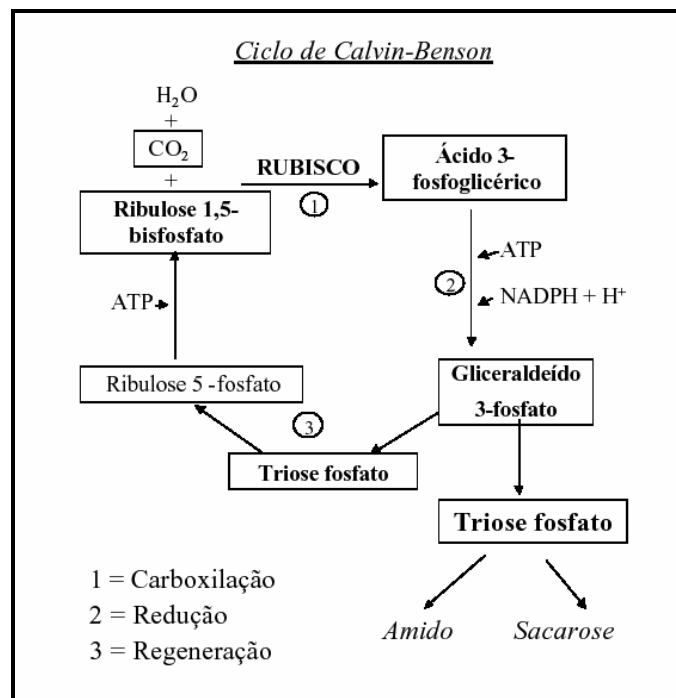 Ciclo de Calvin-Benson
H₂O
+
CO₂
+
Ribulose 1,5-
bisfosfato
RUBISCO
1
Ácido 3-
fosfoglicérico
ATP
2
NADPH + H⁺
ATP
Ribulose 5 -fosfato
Gliceraldeído
3-fosfato
3
Triose fosfato
Triose fosfato
1 = Carboxilação
2 = Redução
3 = Regeneração
Amido
Sacarose